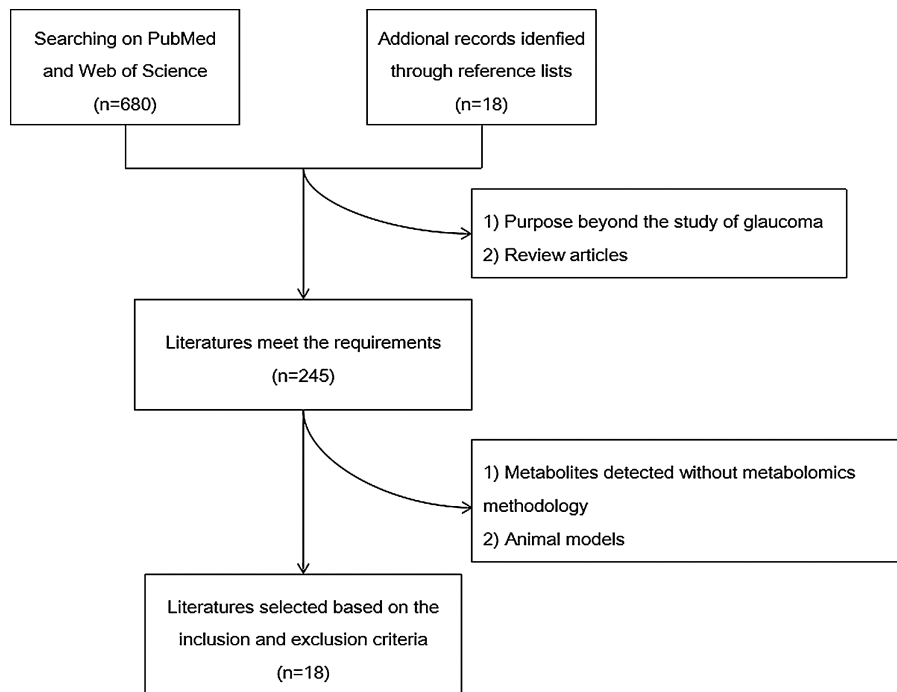 Searching on PubMed
and Web of Science
(n=680)
Addional records idenfied
through reference lists
(n=18)
1) Purpose beyond the study of glaucoma
2) Review articles
Literatures meet the requirements
(n=245)
1) Metabolites detected without metabolomics
methodology
2) Animal models
Literatures selected based on the
inclusion and exclusion criteria
(n=18)